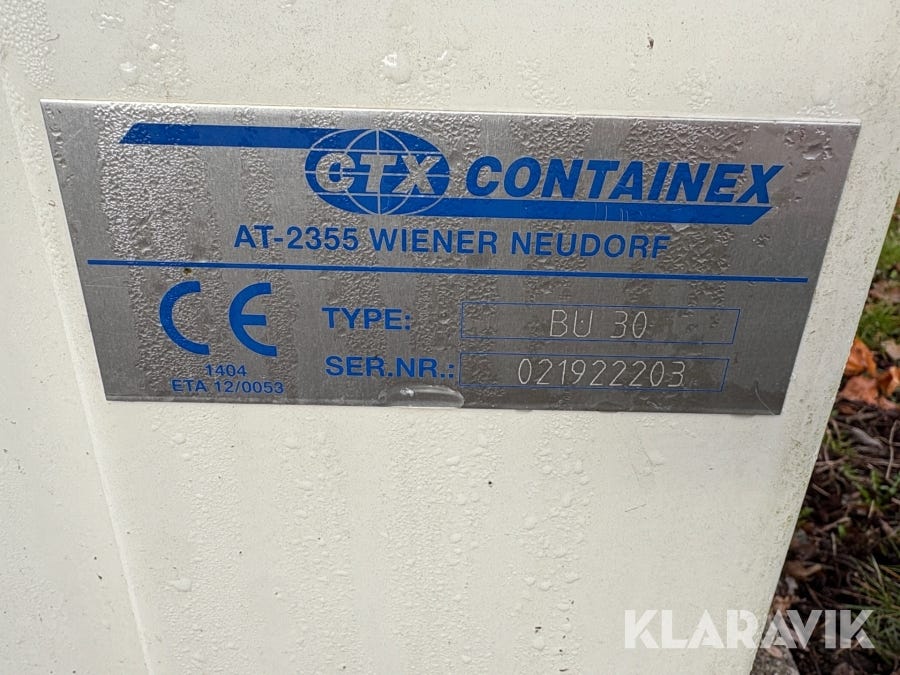 CTX CONTAINEX
AT-2355 WIENER NEUDORF
CE
TYPE: BU 30
1404
SER.NR.: 021922203
ETA 12/0053
KLARAVIK